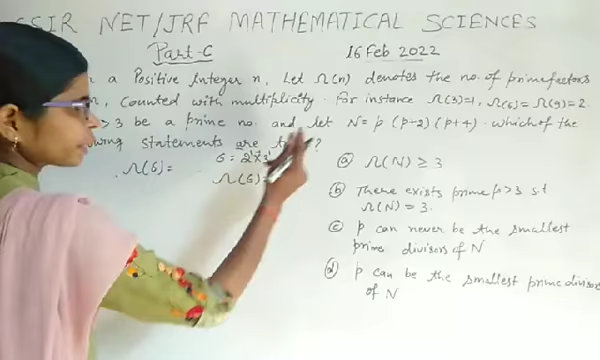 CSIR NET/JRF MATHEMATICAL SCIENCES
Part-C 16 Feb 2022
a Positive Integer n, Let Ω(n) denotes the no. of prime factors
, counted with multiplicity. For instance Ω(3)=1, Ω(6)=Ω(9)=2.
> 3 be a prime no. and let N= p (p+2) (p+4). which of the
statements are
Ω(6)=
6 = 2¹x3¹
Ω(6)=
(a) Ω(N) ≥ 3
(b) There exists prime p>3 s.t
Ω(N) = 3.
(c) p can never be the smallest
prime divisors of N
(d) p can be the smallest prime divisors
of N